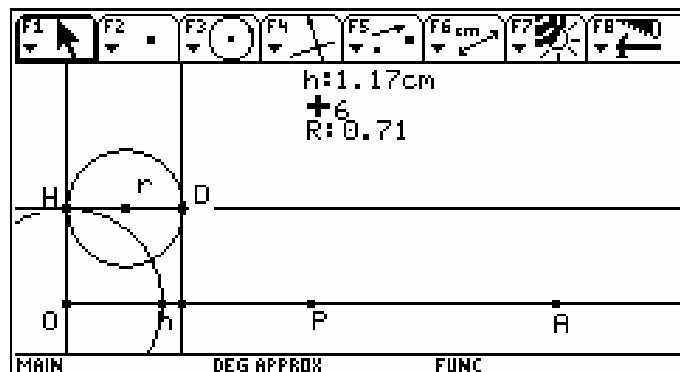 F1 F2 F3 F4 F5 F6 cm F7 F8
h:1.17cm
6
R: 0.71
H r D
O h P A
MAIN DEG APPROX FUNC